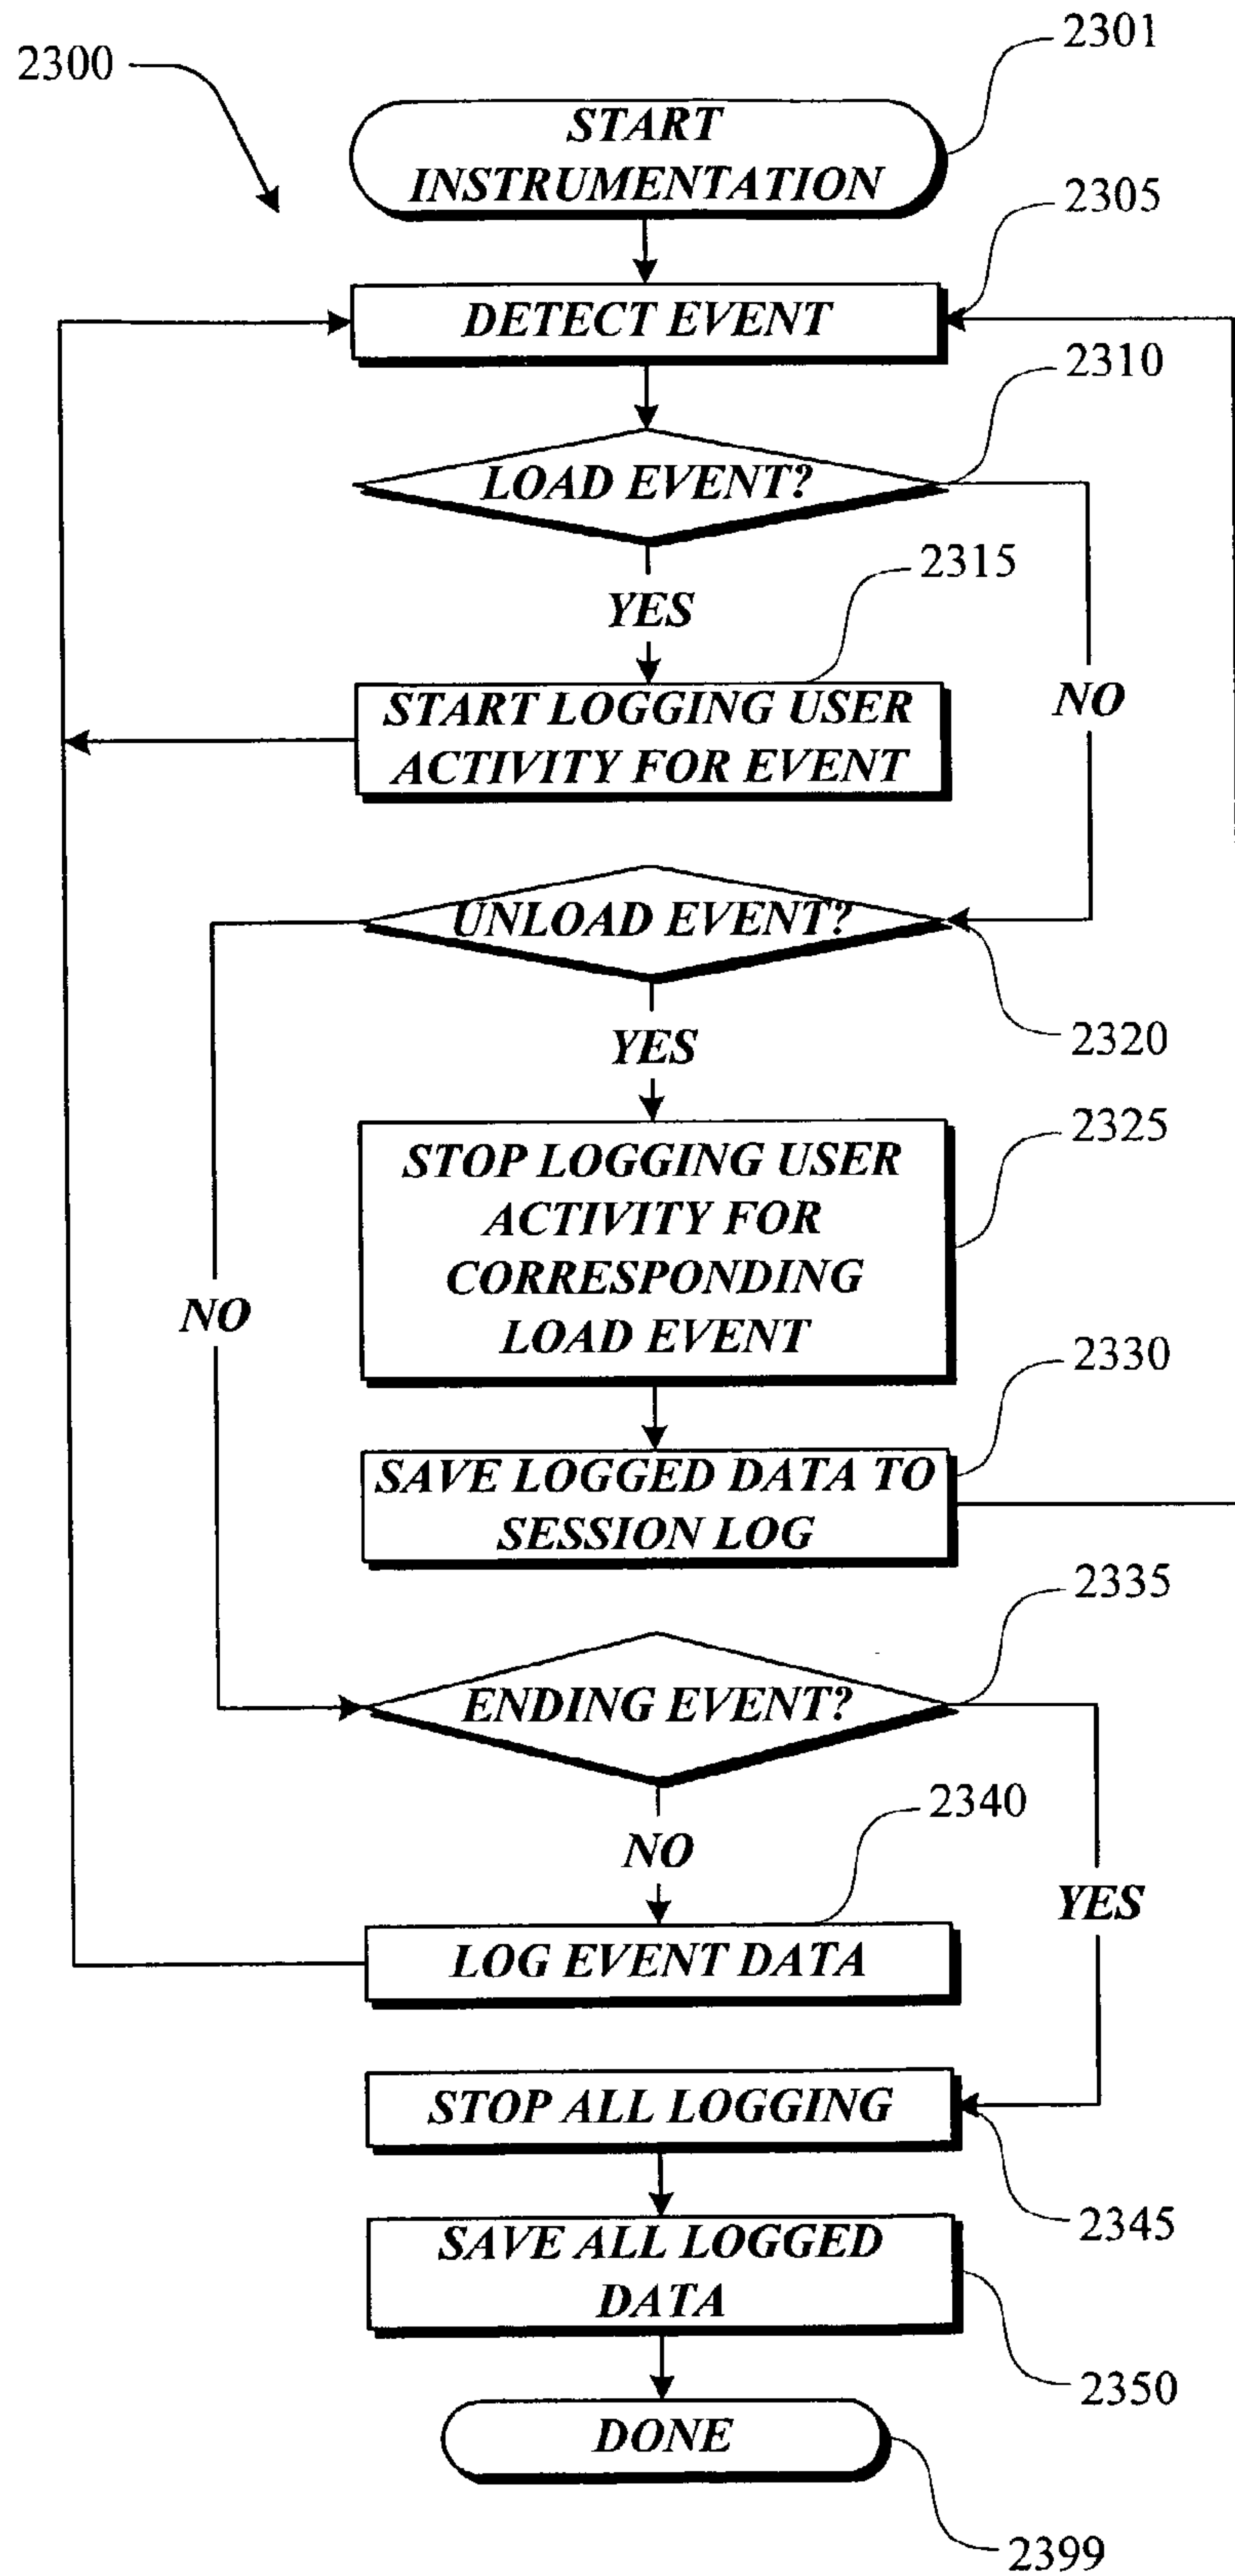 2301
2300
START
INSTRUMENTATION
2305
DETECT EVENT
2310
LOAD EVENT?
2315
YES
NO
START LOGGING USER
ACTIVITY FOR EVENT
UNLOAD EVENT?
2320
YES
2325
STOP LOGGING USER
ACTIVITY FOR
CORRESPONDING
LOAD EVENT
NO
2330
SAVE LOGGED DATA TO
SESSION LOG
2335
ENDING EVENT?
2340
NO
YES
LOG EVENT DATA
STOP ALL LOGGING
2345
SAVE ALL LOGGED
DATA
2350
DONE
2399